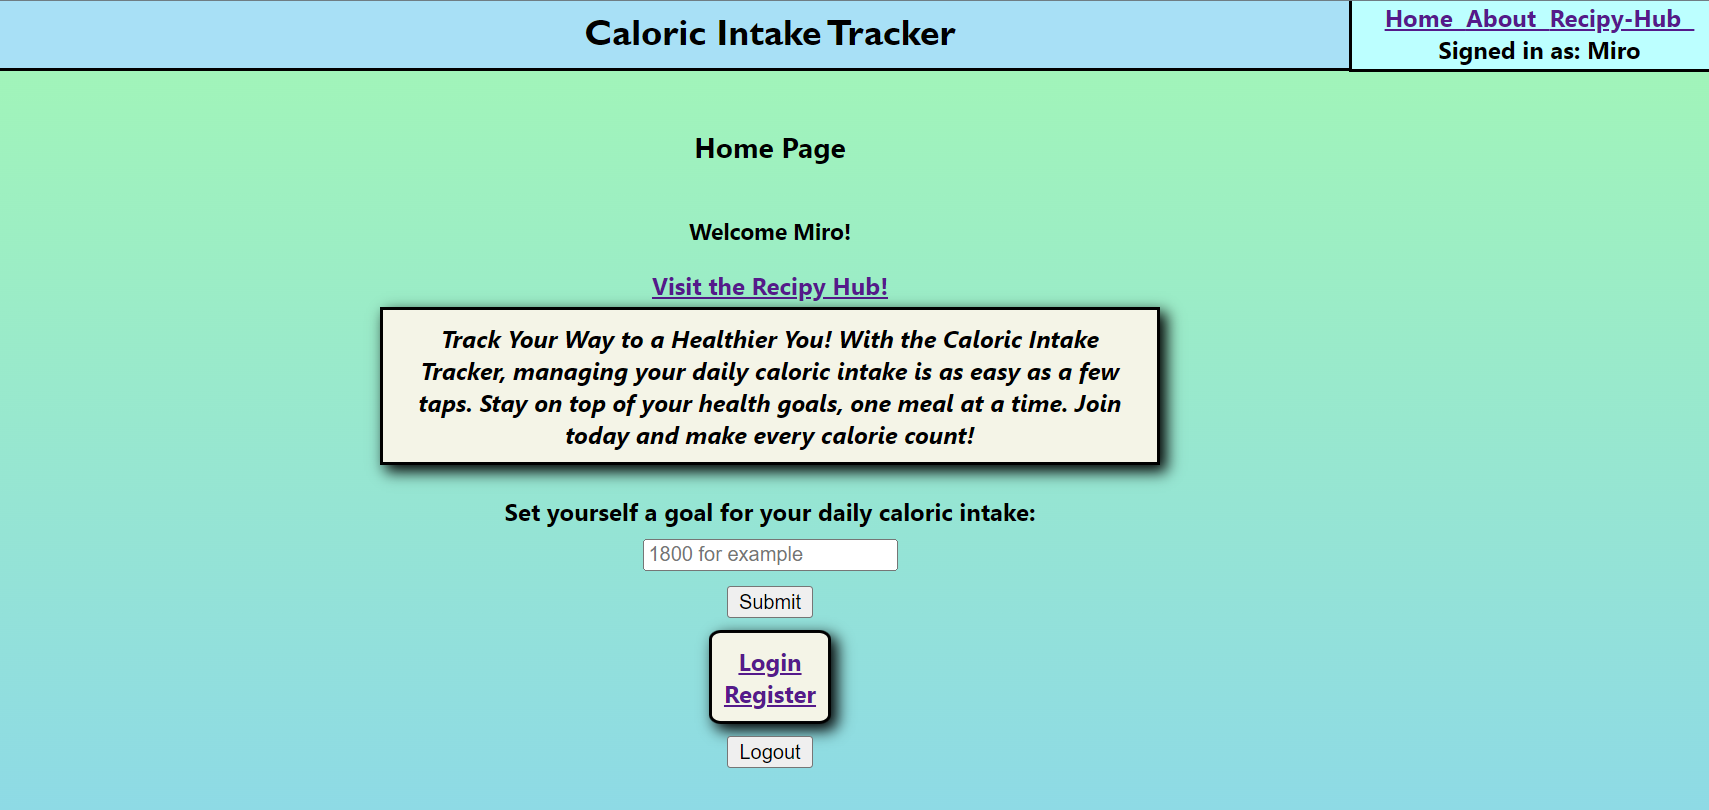 Caloric Intake Tracker
Home About Recipy-Hub
Signed in as: Miro
Home Page
Welcome Miro!
Visit the Recipy Hub!
Track Your Way to a Healthier You! With the Caloric Intake
Tracker, managing your daily caloric intake is as easy as a few
taps. Stay on top of your health goals, one meal at a time. Join
today and make every calorie count!
Set yourself a goal for your daily caloric intake:
1800 for example
Submit
Login
Register
Logout